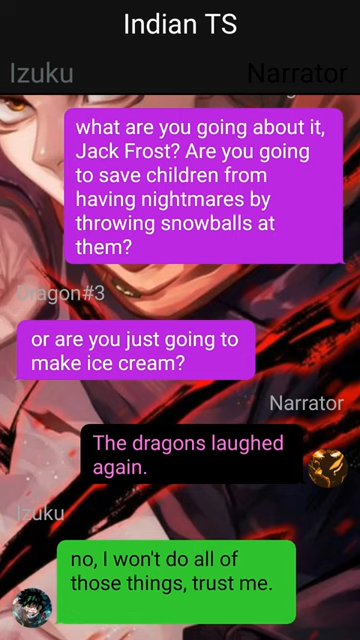 Indian TS
Izuku
Narrator
what are you going about it,
Jack Frost? Are you going
to save children from
having nightmares by
throwing snowballs at
them?
Dragon#3
or are you just going to
make ice cream?
Narrator
The dragons laughed
again.
Izuku
no, I won't do all of
those things, trust me.